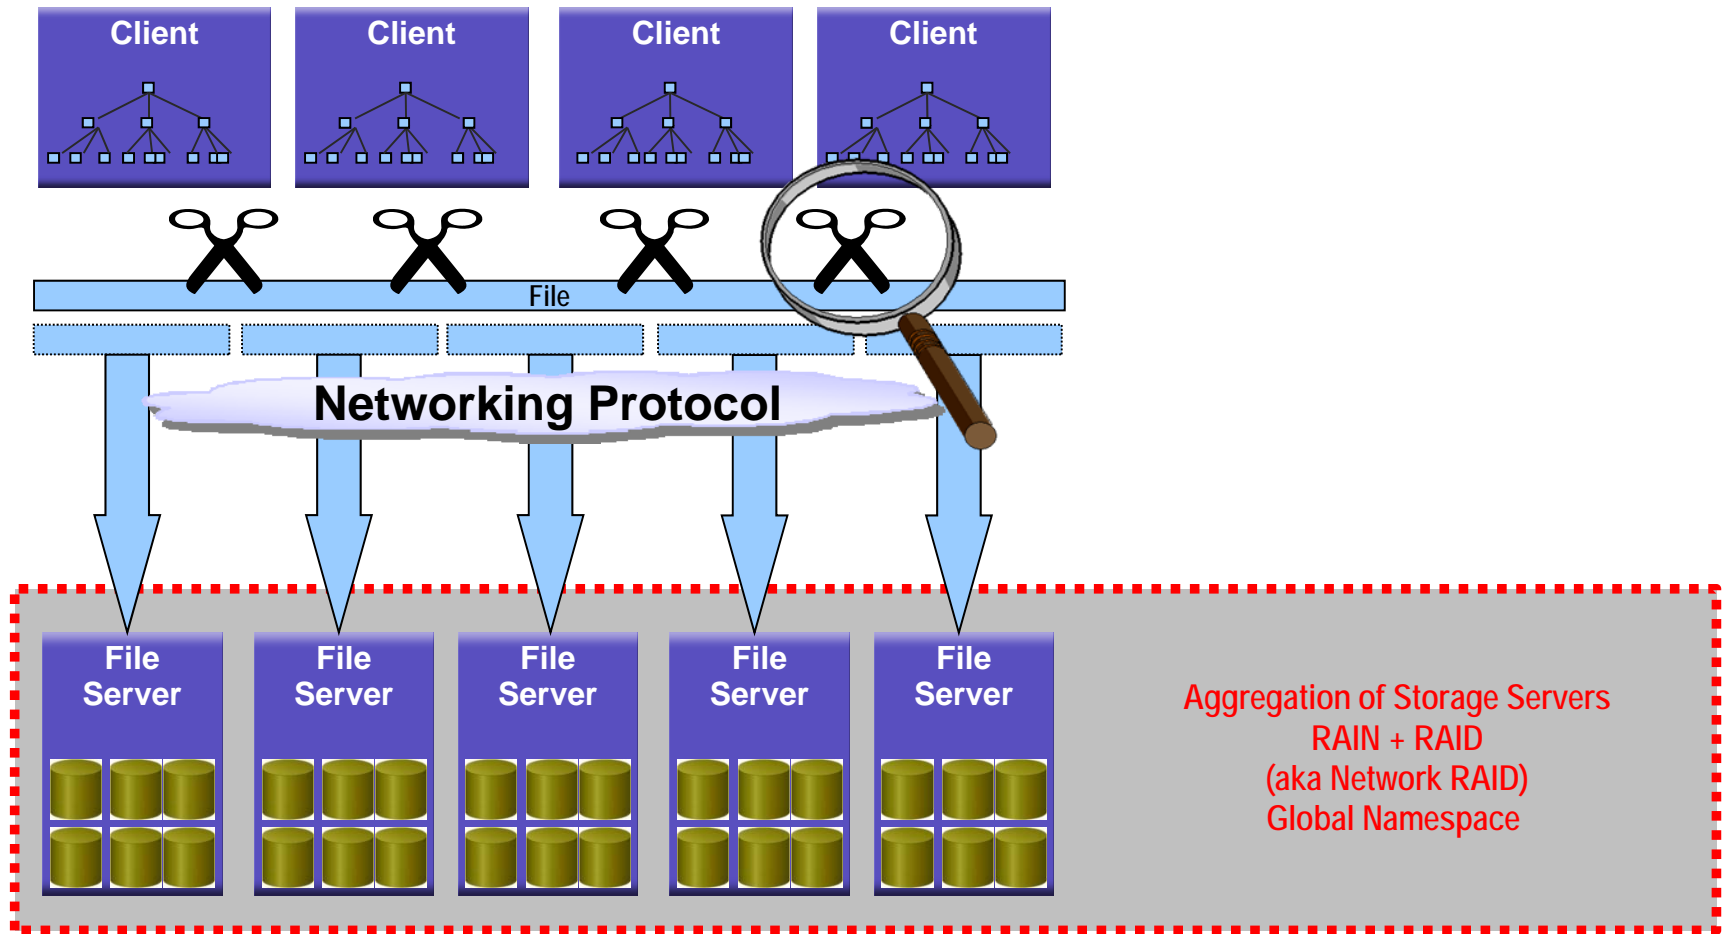 Client
Client
Client
Client
File
Networking Protocol
File
Server
File
Server
File
Server
File
Server
File
Server
Aggregation of Storage Servers
RAIN + RAID
(aka Network RAID)
Global Namespace